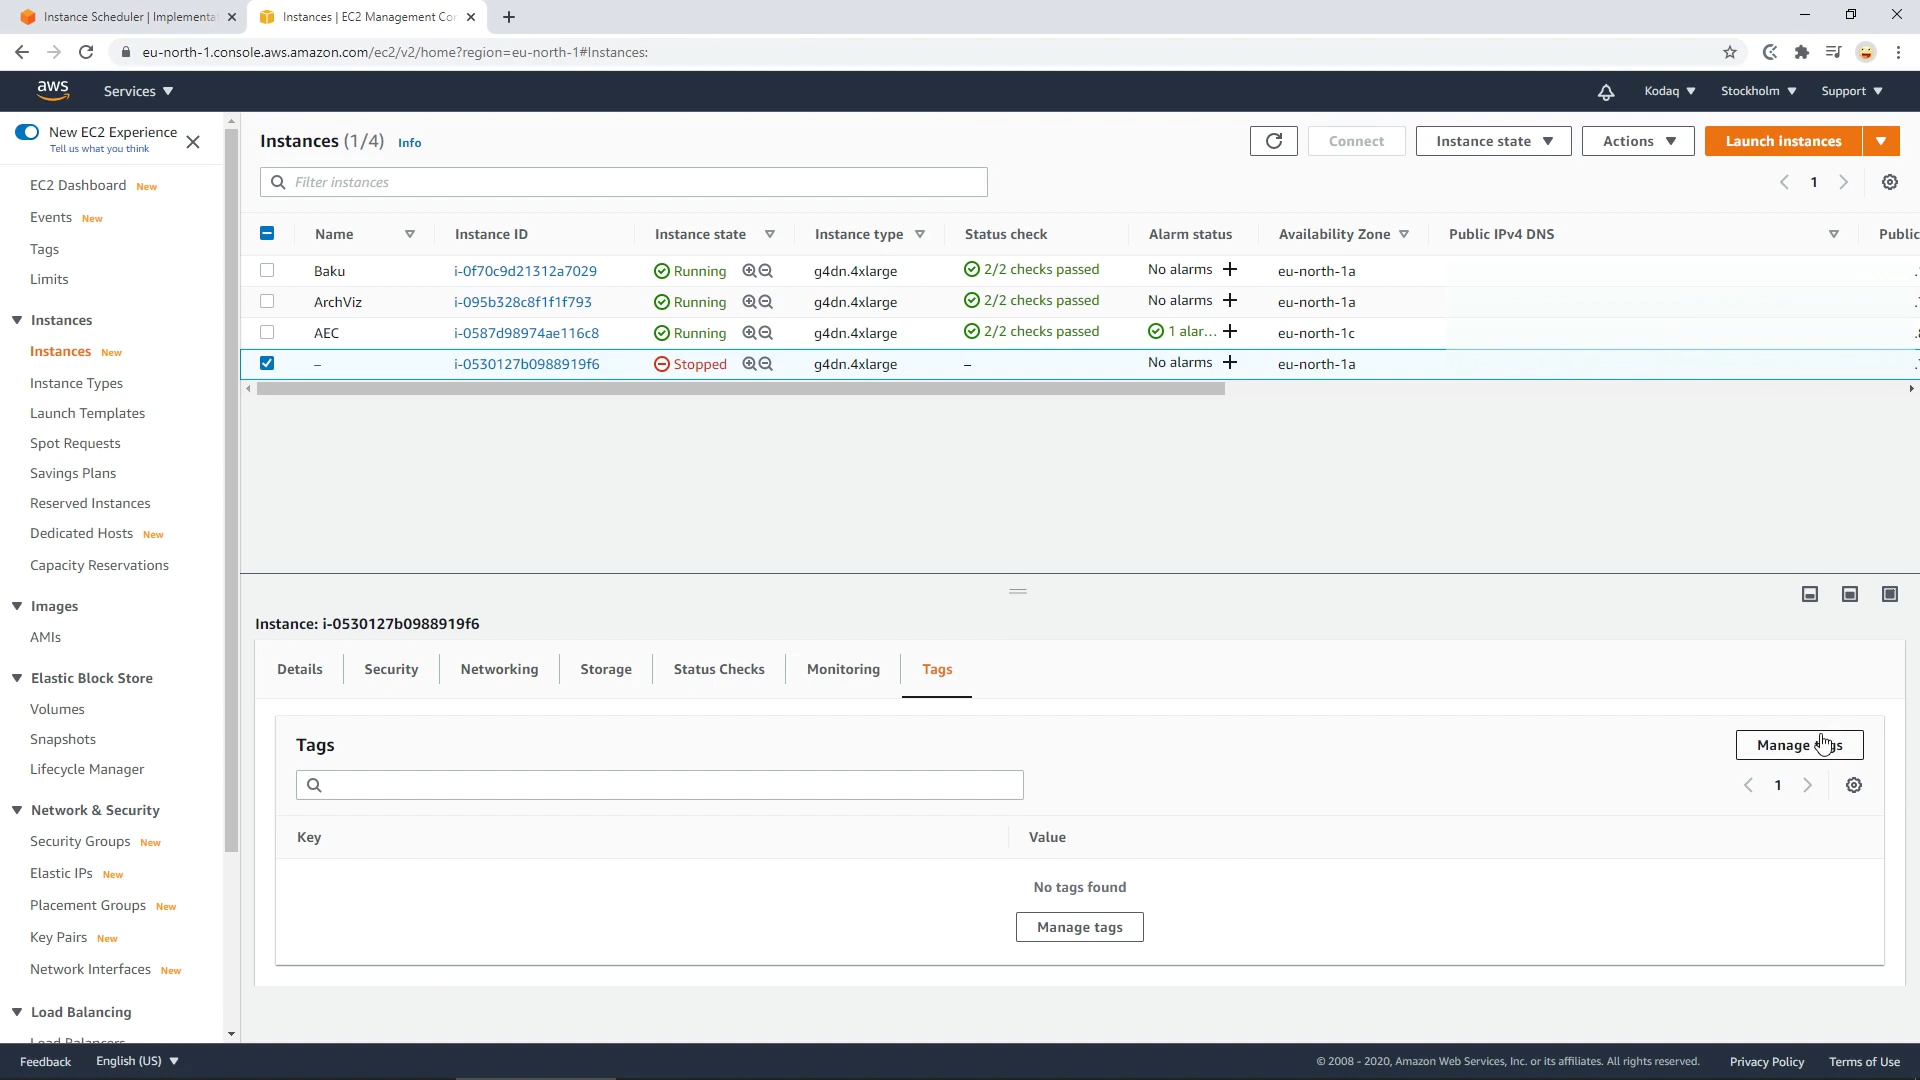 Instance Scheduler | Implementat
Instances | EC2 Management Con
eu-north-1.console.aws.amazon.com/ec2/v2/home?region=eu-north-1#Instances:
aws
Services
Kodaq
Stockholm
Support
New EC2 Experience
Tell us what you think
EC2 Dashboard New
Events New
Tags
Limits
Instances
Instances New
Instance Types
Launch Templates
Spot Requests
Savings Plans
Reserved Instances
Dedicated Hosts New
Capacity Reservations
Images
AMIs
Elastic Block Store
Volumes
Snapshots
Lifecycle Manager
Network & Security
Security Groups New
Elastic IPs New
Placement Groups New
Key Pairs New
Network Interfaces New
Load Balancing
Load Balancers
Instances (1/4) Info
Connect
Instance state
Actions
Launch instances
Filter instances
1
Name Instance ID Instance state Instance type Status check Alarm status Availability Zone Public IPv4 DNS Public
Baku i-0f70c9d21312a7029 Running g4dn.4xlarge 2/2 checks passed No alarms + eu-north-1a
ArchViz i-095b328c8f1f1f793 Running g4dn.4xlarge 2/2 checks passed No alarms + eu-north-1a
AEC i-0587d98974ae116c8 Running g4dn.4xlarge 2/2 checks passed 1 alar... + eu-north-1c
– i-0530127b0988919f6 Stopped g4dn.4xlarge – No alarms + eu-north-1a
Instance: i-0530127b0988919f6
Details
Security
Networking
Storage
Status Checks
Monitoring
Tags
Tags
Manage
1
Key Value
No tags found
Manage tags
Feedback
English (US)
© 2008 - 2020, Amazon Web Services, Inc. or its affiliates. All rights reserved.
Privacy Policy
Terms of Use